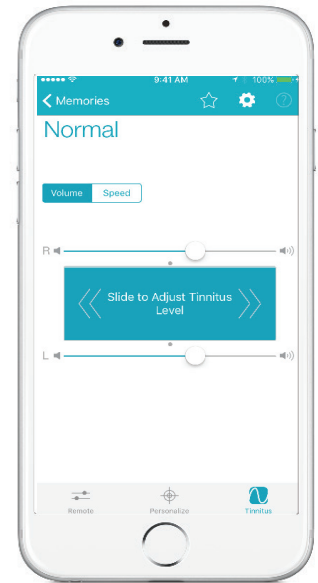 9:41 AM 100%
Memories
Normal
Volume Speed
R
Slide to Adjust Tinnitus
Level
L
Remote Personalize Tinnitus